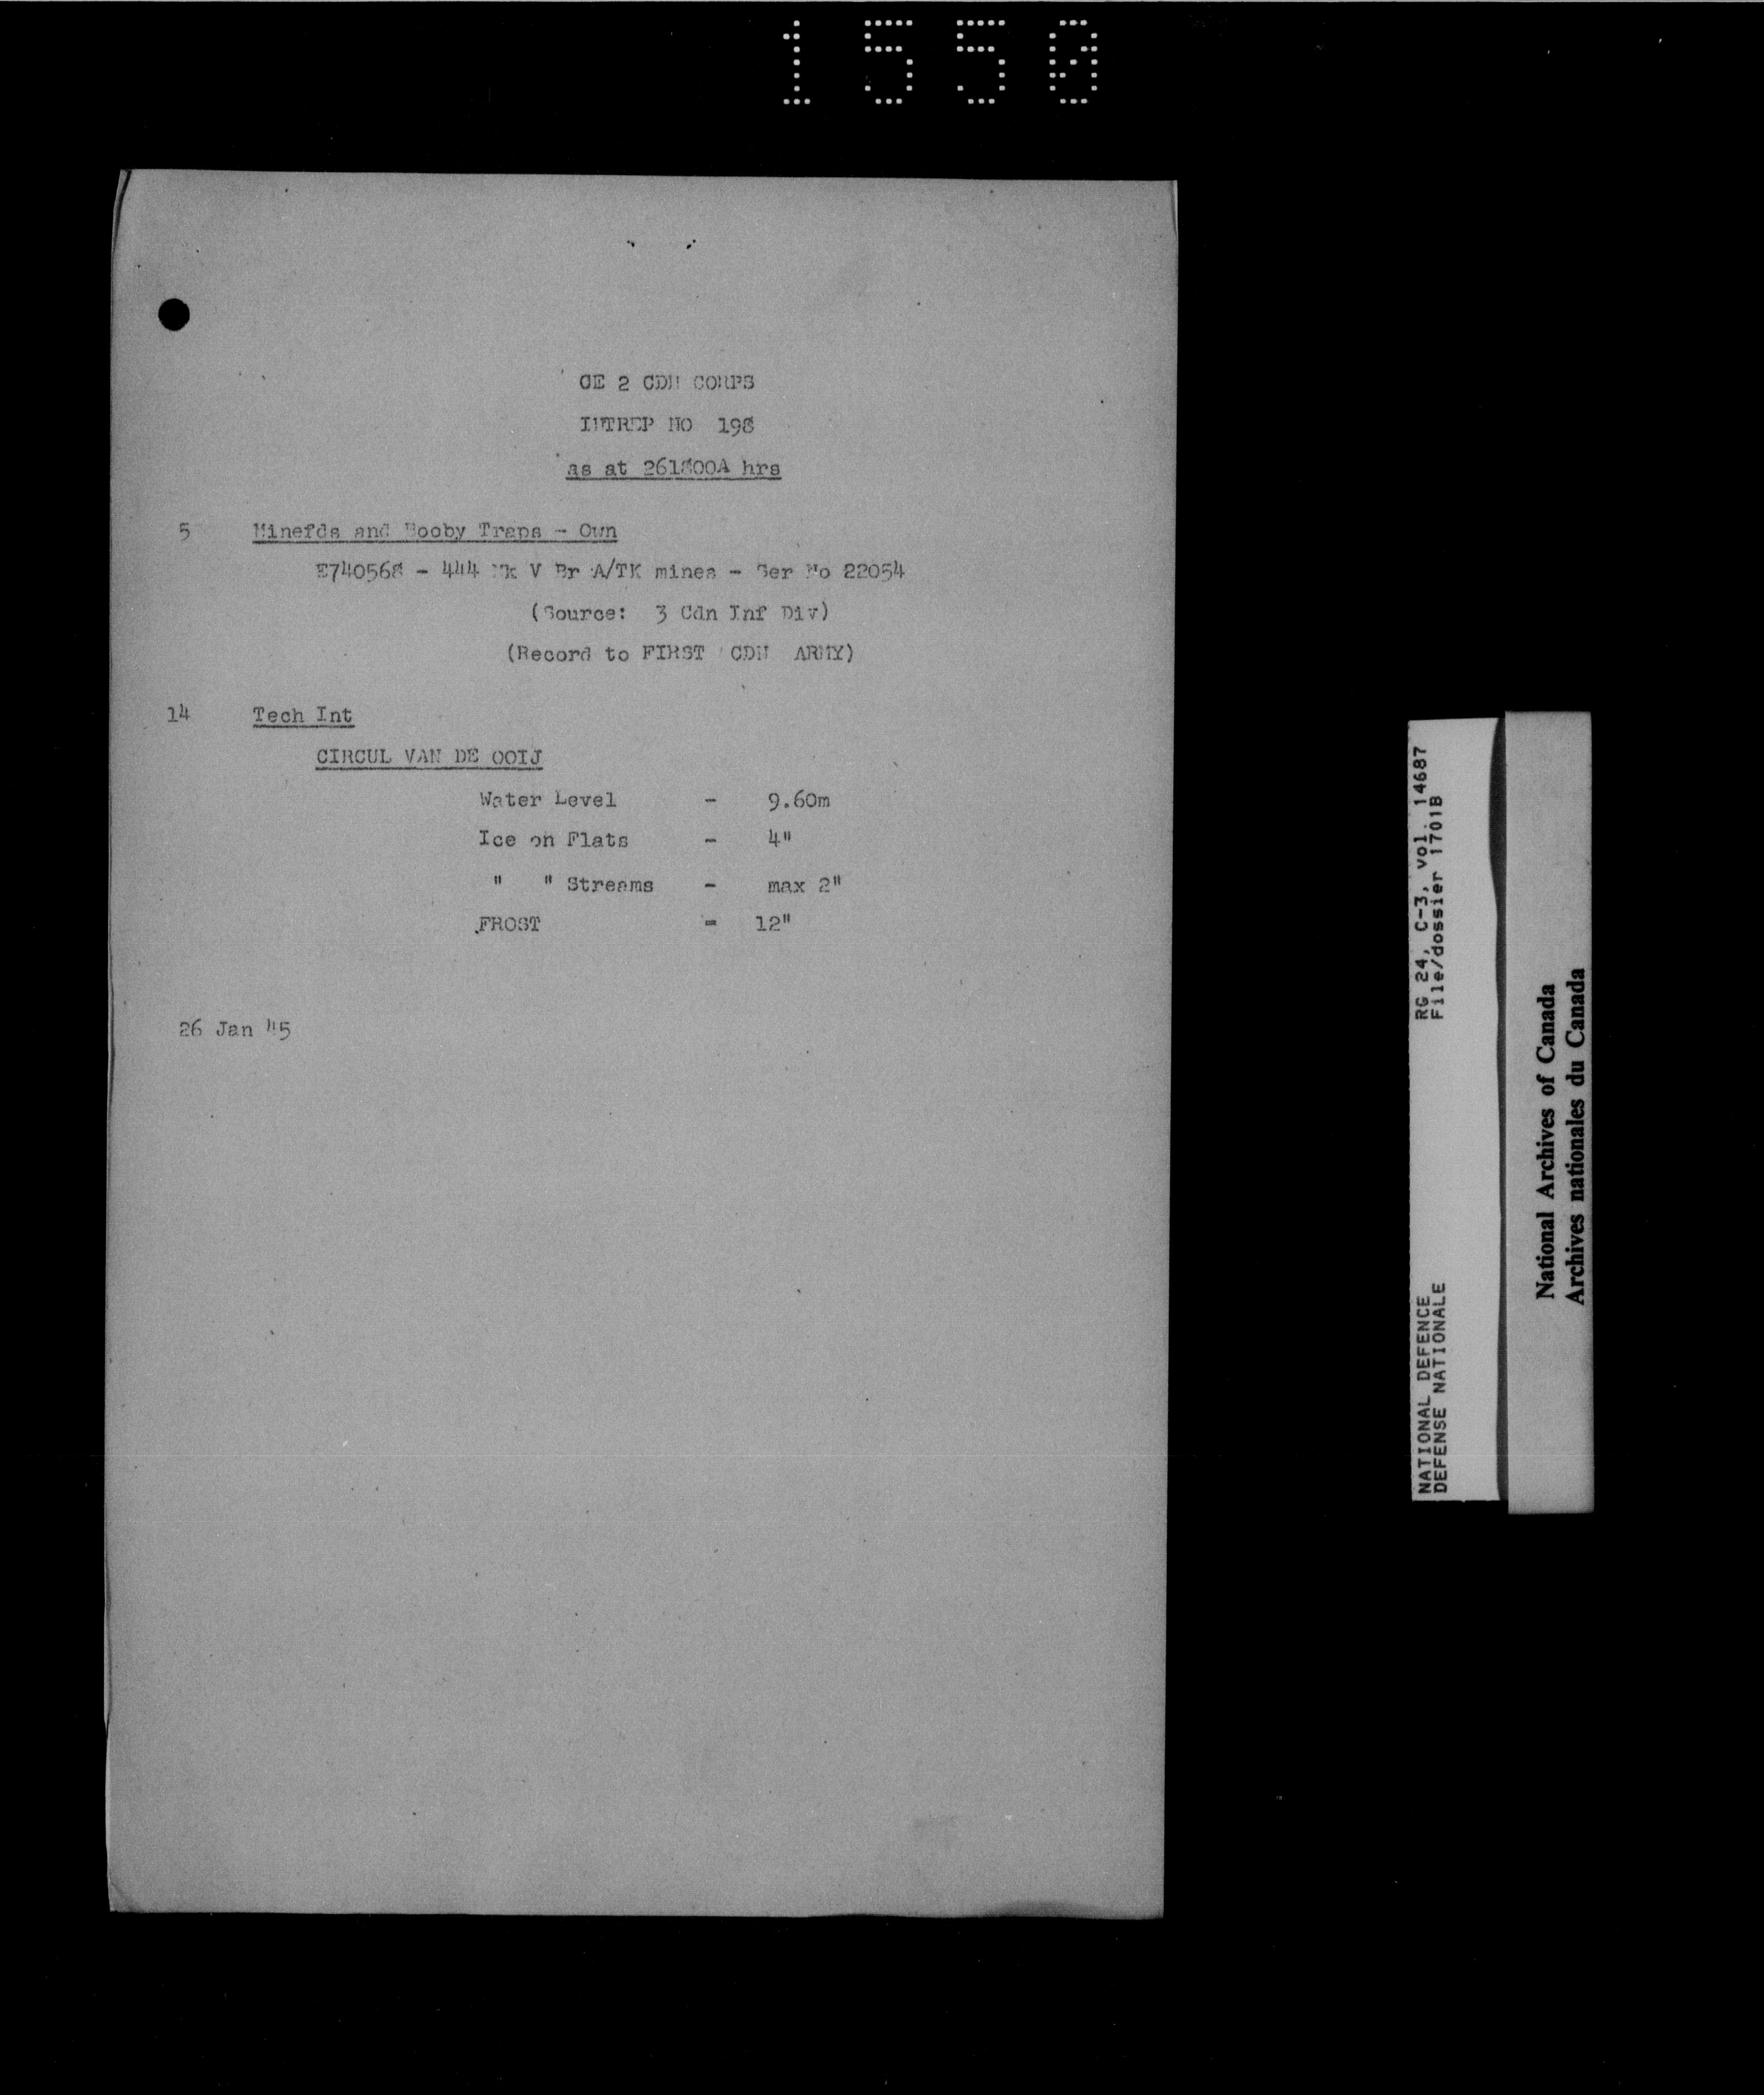 1550
CE 2 CDN CORPS
INTREP NO 198
as at 261800A hrs
5 Minefds and Booby Traps - Own
E740568 - 444 Mk V Br A/TK mines - Ser No 22054
(Source: 3 Cdn Inf Div)
(Record to FIRST CDN ARMY)
14 Tech Int
CIRCUL VAN DE OOIJ
Water Level - 9.60m
Ice on Flats - 4"
" " Streams - max 2"
FROST = 12"
26 Jan 45
NATIONAL DEFENCE RG 24, C-3, vol. 14687
DEFENSE NATIONALE File/dossier 1701B
National Archives of Canada
Archives nationales du Canada